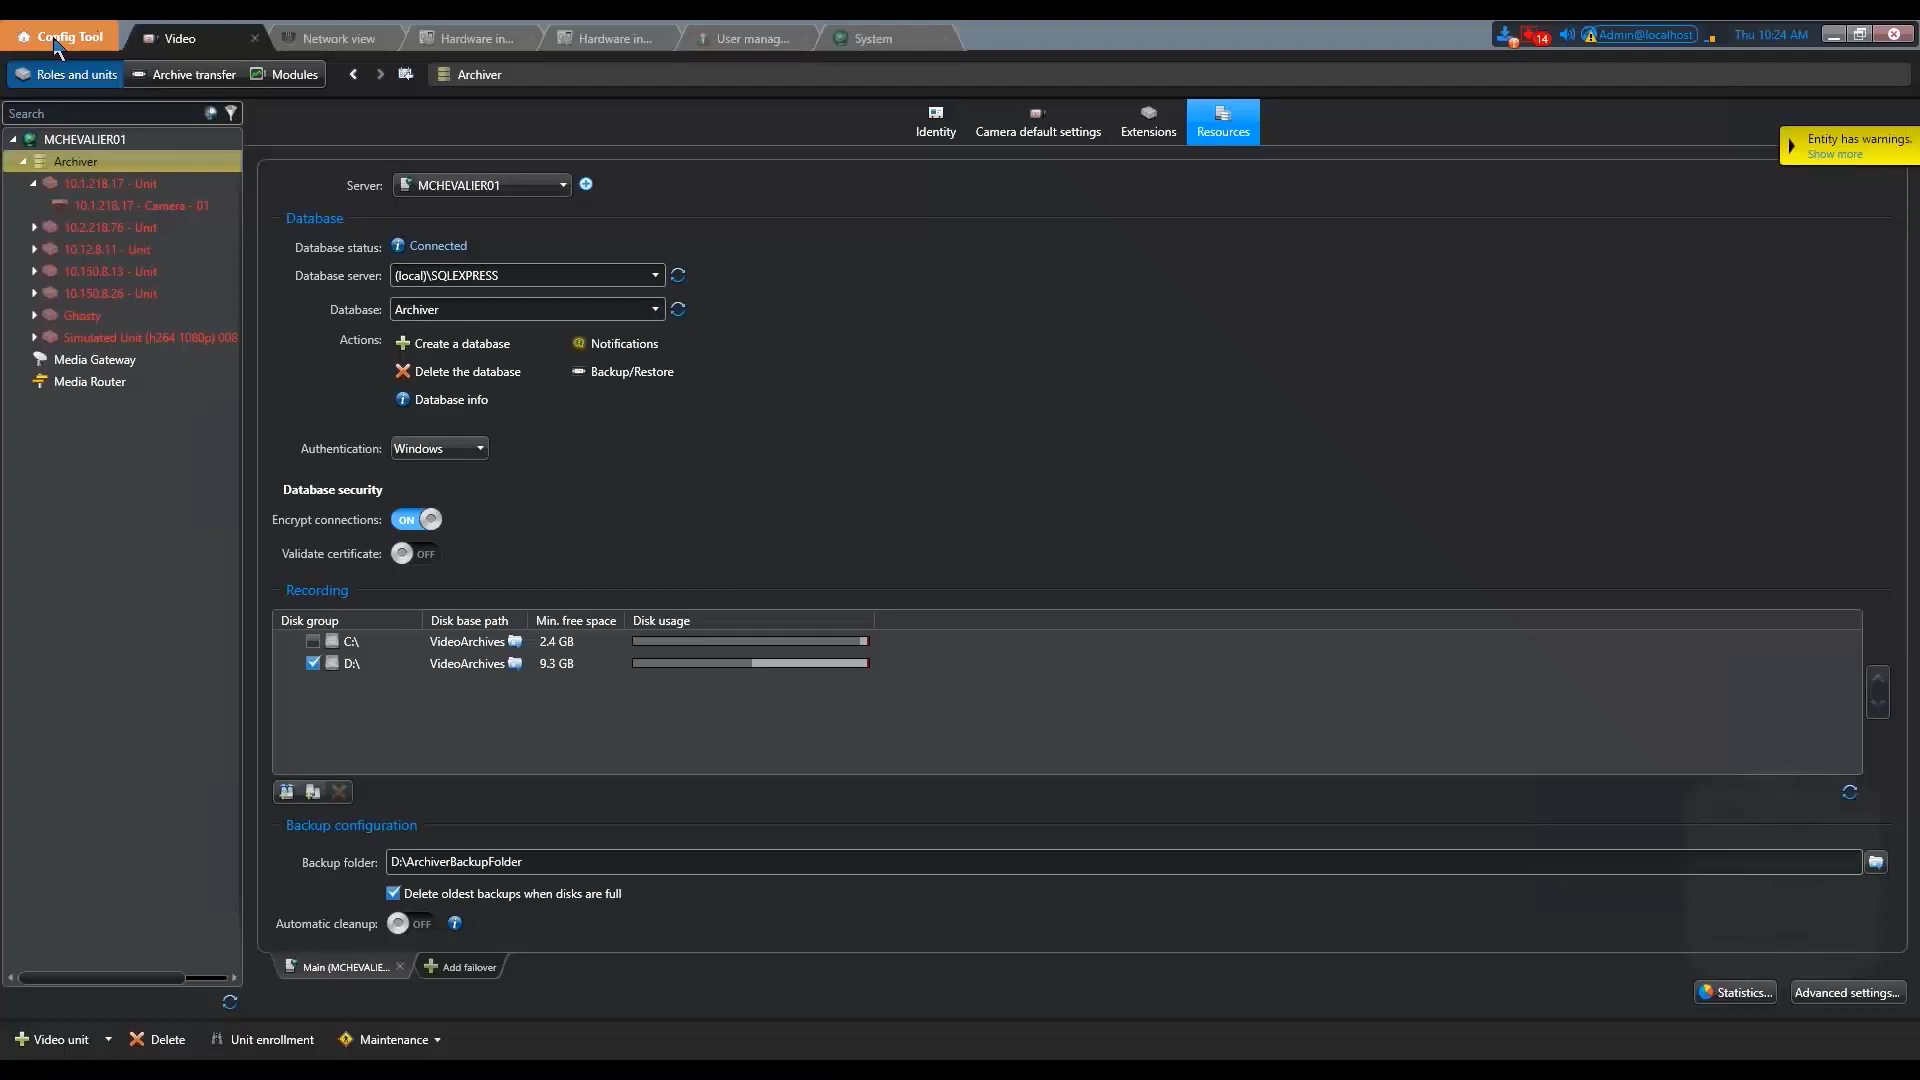 Config Tool
Video
Network view
Hardware in...
Hardware in...
User manag...
System
14
Admin@localhost
Thu 10:24 AM
Roles and units
Archive transfer
Modules
Archiver
Search
MCHEVALIER01
Archiver
10.1.218.17 - Unit
10.1.218.17 - Camera - 01
10.2.218.76 - Unit
10.12.8.11 - Unit
10.150.8.13 - Unit
10.150.8.26 - Unit
Ghosty
Simulated Unit (h264 1080p) 008
Media Gateway
Media Router
Identity
Camera default settings
Extensions
Resources
Entity has warnings.
Show more
Server:
MCHEVALIER01
Database
Database status:
Connected
Database server:
(local)\SQLEXPRESS
Database:
Archiver
Actions:
Create a database
Notifications
Delete the database
Backup/Restore
Database info
Authentication:
Windows
Database security
Encrypt connections:
ON
Validate certificate:
OFF
Recording
Disk group
Disk base path
Min. free space
Disk usage
C:\
VideoArchives
2.4 GB
D:\
VideoArchives
9.3 GB
Backup configuration
Backup folder:
D:\ArchiverBackupFolder
Delete oldest backups when disks are full
Automatic cleanup:
OFF
Main (MCHEVALIE...
Add failover
Statistics...
Advanced settings...
Video unit
Delete
Unit enrollment
Maintenance